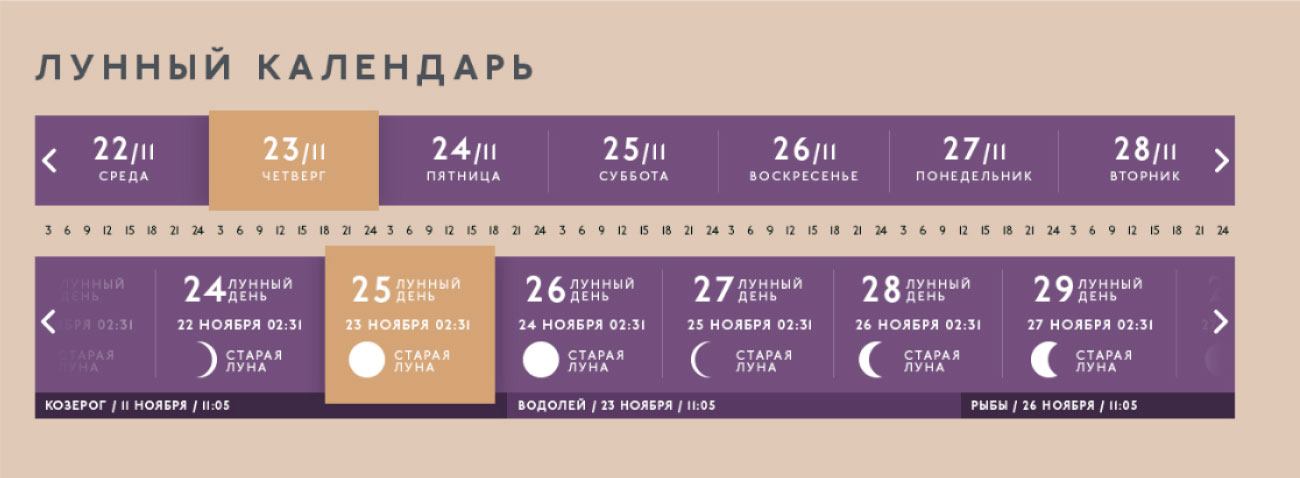 ЛУННЫЙ КАЛЕНДАРЬ
22/11 23/11 24/11 25/11 26/11 27/11 28/11
СРЕДА ЧЕТВЕРГ ПЯТНИЦА СУББОТА ВОСКРЕСЕНЬЕ ПОНЕДЕЛЬНИК ВТОРНИК
3 6 9 12 15 18 21 24 3 6 9 12 15 18 21 24 3 6 9 12 15 18 21 24 3 6 9 12 15 18 21 24 3 6 9 12 15 18 21 24 3 6 9 12 15 18 21 24 3 6 9 12 15 18 21 24
ЛУННЫЙ ДЕНЬ
02:31
СТАРАЯ
ЛУНА
24 ЛУННЫЙ ДЕНЬ
22 НОЯБРЯ 02:31
СТАРАЯ
ЛУНА
25 ЛУННЫЙ ДЕНЬ
23 НОЯБРЯ 02:31
СТАРАЯ
ЛУНА
26 ЛУННЫЙ ДЕНЬ
24 НОЯБРЯ 02:31
СТАРАЯ
ЛУНА
27 ЛУННЫЙ ДЕНЬ
25 НОЯБРЯ 02:31
СТАРАЯ
ЛУНА
28 ЛУННЫЙ ДЕНЬ
26 НОЯБРЯ 02:31
СТАРАЯ
ЛУНА
29 ЛУННЫЙ ДЕНЬ
27 НОЯБРЯ 02:31
СТАРАЯ
ЛУНА
КОЗЕРОГ / 11 НОЯБРЯ / 11:05 ВОДОЛЕЙ / 23 НОЯБРЯ / 11:05 РЫБЫ / 26 НОЯБРЯ / 11:05